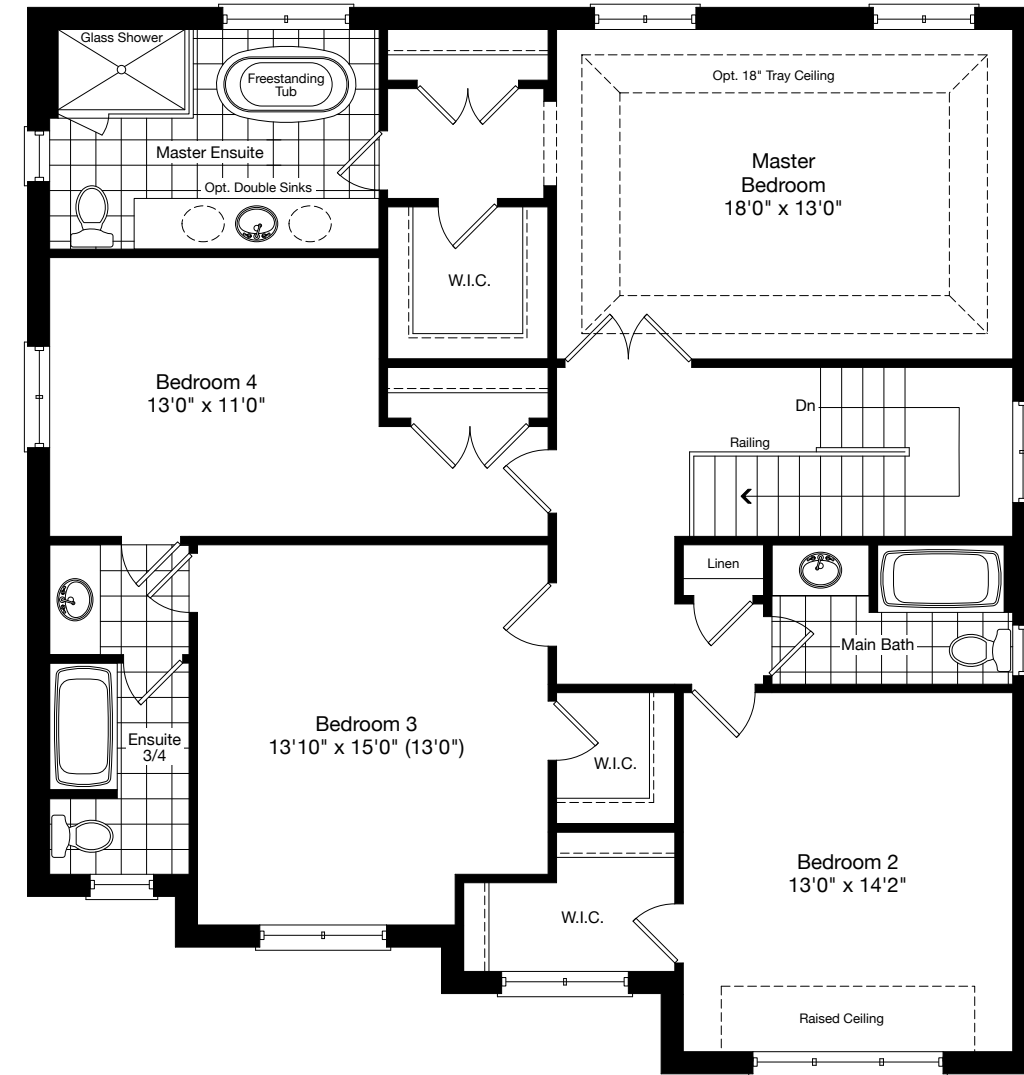 Glass Shower
Freestanding
Tub
Opt. 18" Tray Ceiling
Master Ensuite
Opt. Double Sinks
Master
Bedroom
18'0" x 13'0"
W.I.C.
Bedroom 4
13'0" x 11'0"
Dn
Railing
Linen
Main Bath
Bedroom 3
13'10" x 15'0" (13'0")
Ensuite
3/4
W.I.C.
Bedroom 2
13'0" x 14'2"
W.I.C.
Raised Ceiling